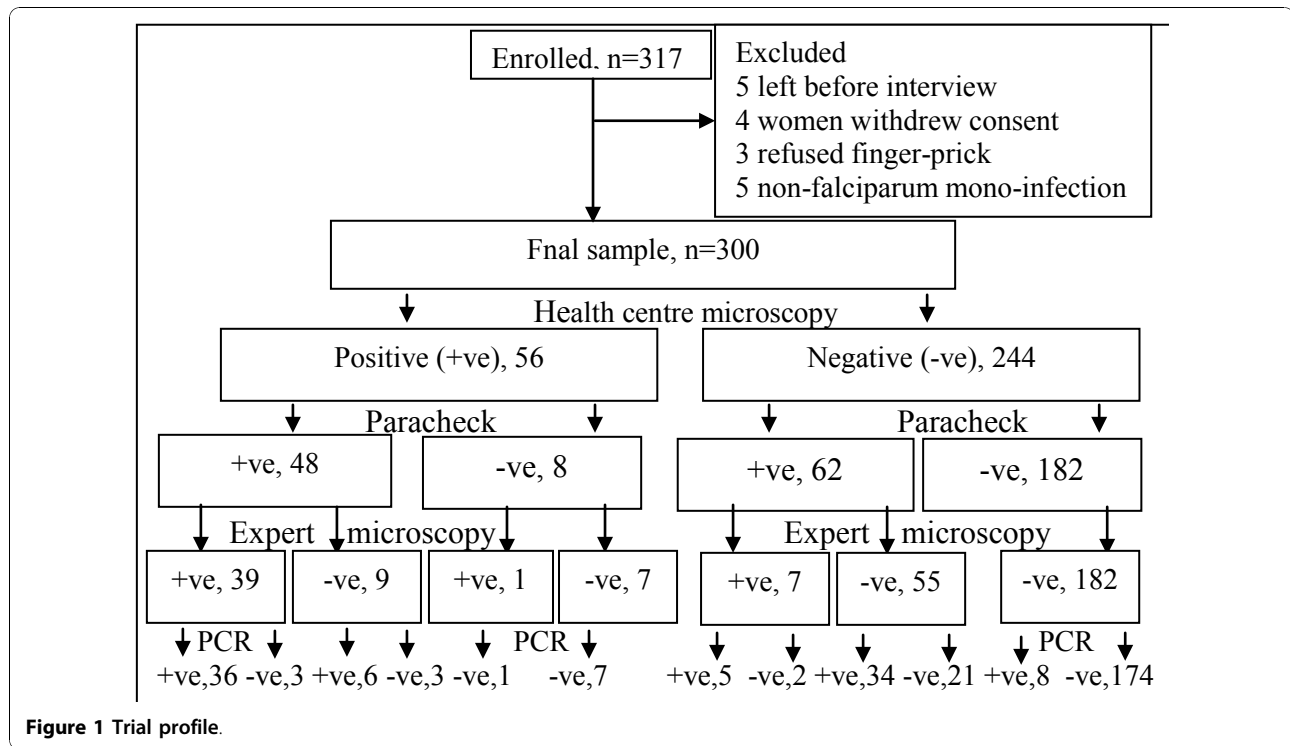 Enrolled, n=317
Excluded
5 left before interview
4 women withdrew consent
3 refused finger-prick
5 non-falciparum mono-infection
Fnal sample, n=300
Health centre microscopy
Positive (+ve), 56
Negative (-ve), 244
Paracheck
Paracheck
+ve, 48
-ve, 8
+ve, 62
-ve, 182
Expert microscopy
Expert microscopy
+ve, 39
-ve, 9
+ve, 1
-ve, 7
+ve, 7
-ve, 55
-ve, 182
PCR
PCR
PCR
+ve,36 -ve,3 +ve,6 -ve,3 -ve,1 -ve,7 +ve,5 -ve,2 +ve,34 -ve,21 +ve,8 -ve,174
Figure 1 Trial profile.